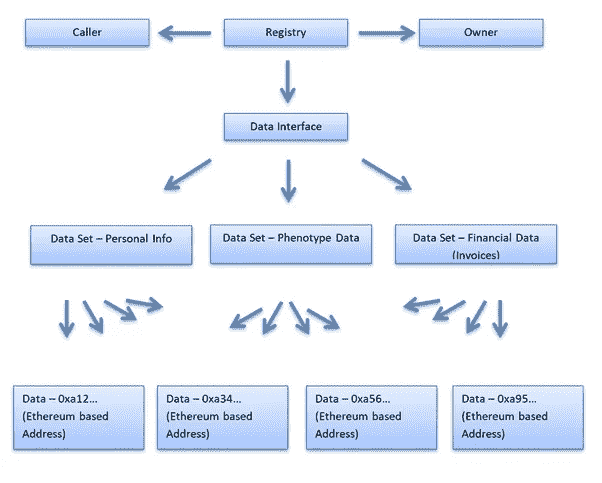 Caller
Registry
Owner
Data Interface
Data Set – Personal Info
Data Set – Phenotype Data
Data Set – Financial Data
(Invoices)
Data – 0xa12...
(Ethereum based
Address)
Data – 0xa34...
(Ethereum based
Address)
Data – 0xa56...
(Ethereum based
Address)
Data – 0xa95...
(Ethereum based
Address)